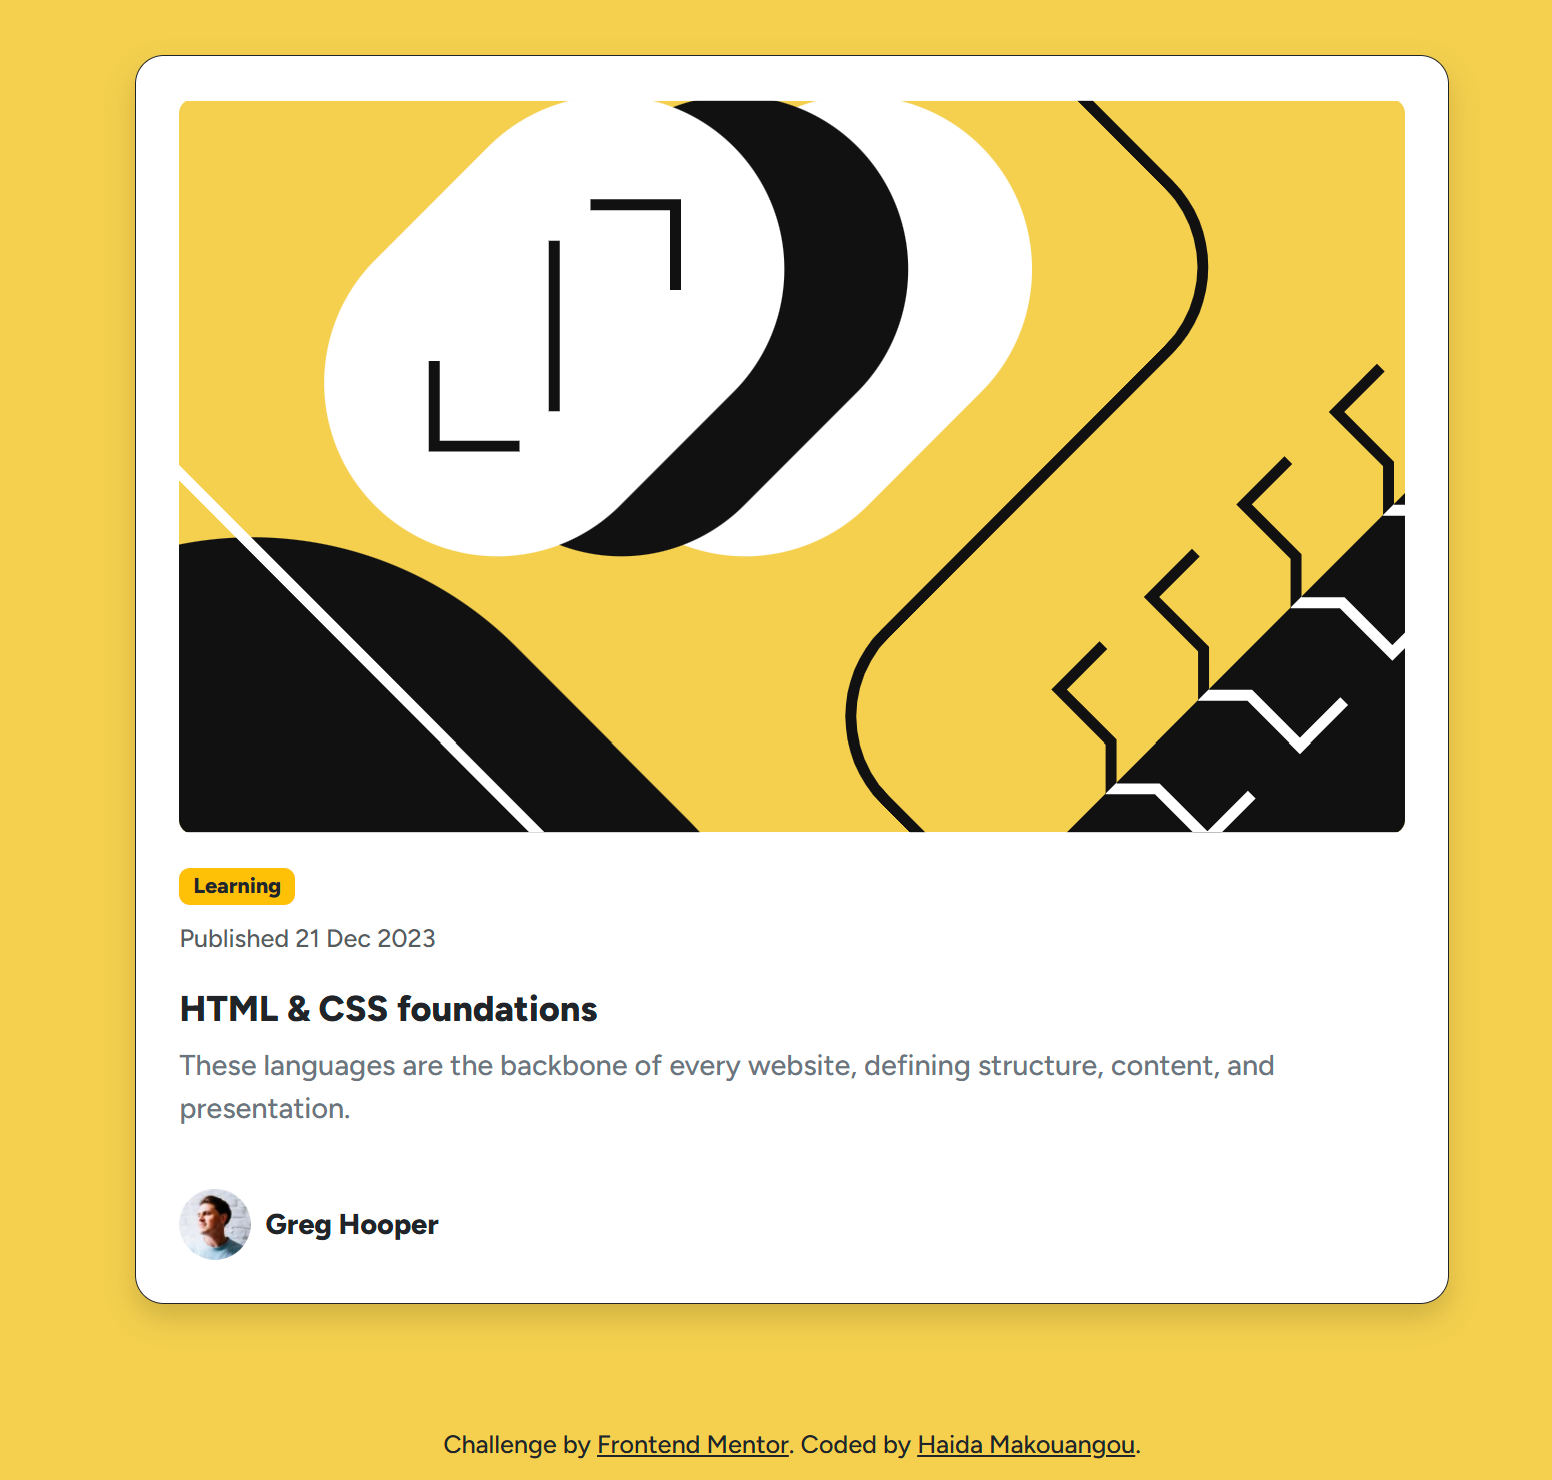 Learning
Published 21 Dec 2023
HTML & CSS foundations
These languages are the backbone of every website, defining structure, content, and
presentation.
Greg Hooper
Challenge by Frontend Mentor. Coded by Haida Makouangou.